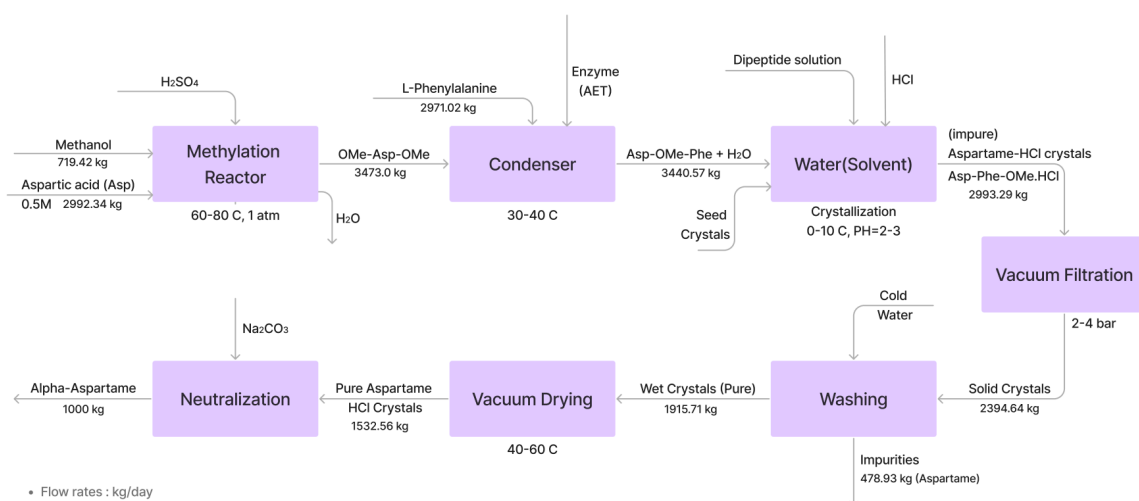 H₂SO₄
Methanol
719.42 kg
Aspartic acid (Asp)
0.5M 2992.34 kg
Methylation
Reactor
60-80 C, 1 atm
H₂O
OMe-Asp-OMe
3473.0 kg
L-Phenylalanine
2971.02 kg
Enzyme
(AET)
Condenser
30-40 C
Asp-OMe-Phe + H₂O
3440.57 kg
Seed
Crystals
Dipeptide solution
HCl
Water(Solvent)
Crystallization
0-10 C, PH=2-3
(impure)
Aspartame-HCl crystals
Asp-Phe-OMe.HCl
2993.29 kg
Vacuum Filtration
2-4 bar
Solid Crystals
2394.64 kg
Cold
Water
Washing
Impurities
478.93 kg (Aspartame)
Wet Crystals (Pure)
1915.71 kg
Vacuum Drying
40-60 C
Pure Aspartame
HCl Crystals
1532.56 kg
Na₂CO₃
Neutralization
Alpha-Aspartame
1000 kg
• Flow rates : kg/day